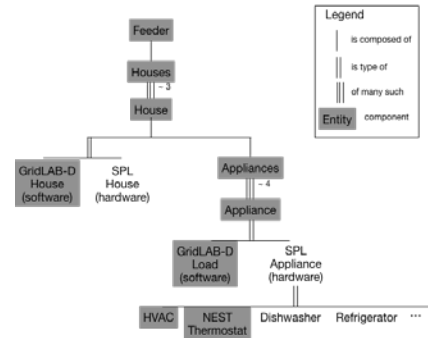 Feeder
Houses
~ 3
House
Legend
is composed of
is type of
of many such
Entity component
GridLAB-D
House
(software)
SPL
House
(hardware)
Appliances
~ 4
Appliance
GridLAB-D
Load
(software)
SPL
Appliance
(hardware)
HVAC
NEST
Thermostat
Dishwasher
Refrigerator
...